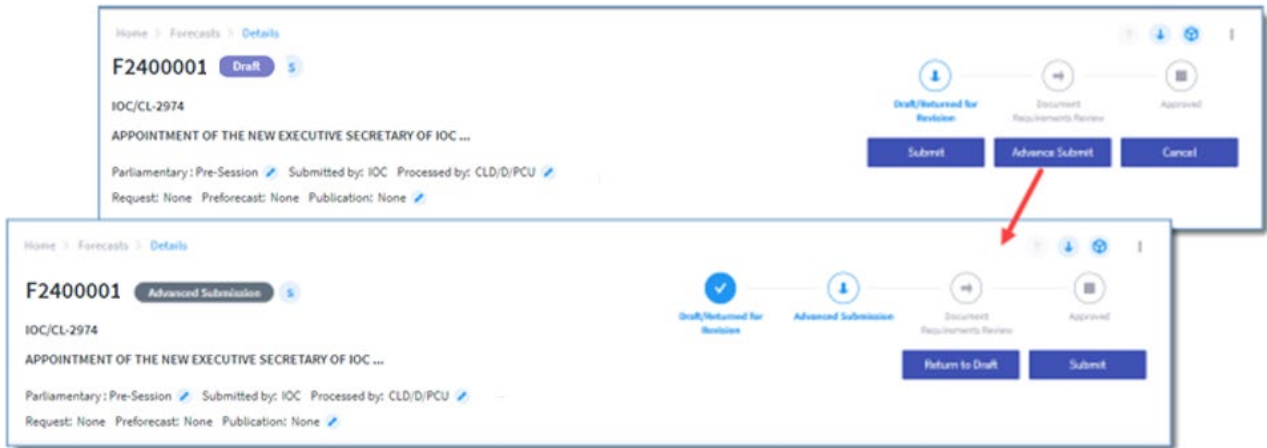 Home > Forecasts > Details
F2400001 Draft S
IOC/CL-2974
APPOINTMENT OF THE NEW EXECUTIVE SECRETARY OF IOC ...
Parliamentary : Pre-Session Submitted by: IOC Processed by: CLD/D/PCU
Request: None Preforecast: None Publication: None
Draft/Returned for Revision
Document Requirements Review
Approved
Submit Advance Submit Cancel
Home > Forecasts > Details
F2400001 Advanced Submission S
IOC/CL-2974
APPOINTMENT OF THE NEW EXECUTIVE SECRETARY OF IOC ...
Parliamentary : Pre-Session Submitted by: IOC Processed by: CLD/D/PCU
Request: None Preforecast: None Publication: None
Draft/Returned for Revision
Advanced Submission
Document Requirements Review
Approved
Return to Draft Submit